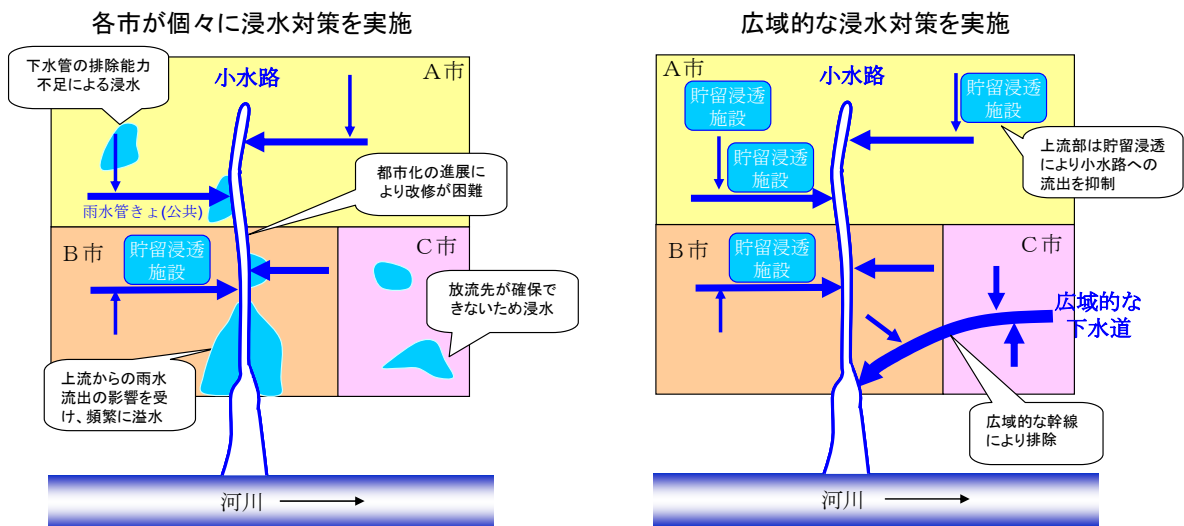 各市が個々に浸水対策を実施
下水管の排除能力
不足による浸水
小水路
A市
都市化の進展に
より改修が困難
雨水管きょ(公共)
B市
貯留浸透
施設
C市
放流先が確保で
きないため浸水
上流からの雨水
流出の影響を受
け、頻繁に溢水
河川
広域的な浸水対策を実施
A市
小水路
貯留浸透
施設
貯留浸透
施設
上流部は貯留浸透
により小水路への
流出を抑制
貯留浸透
施設
B市
貯留浸透
施設
C市
広域的な
下水道
広域的な幹線
により排除
河川